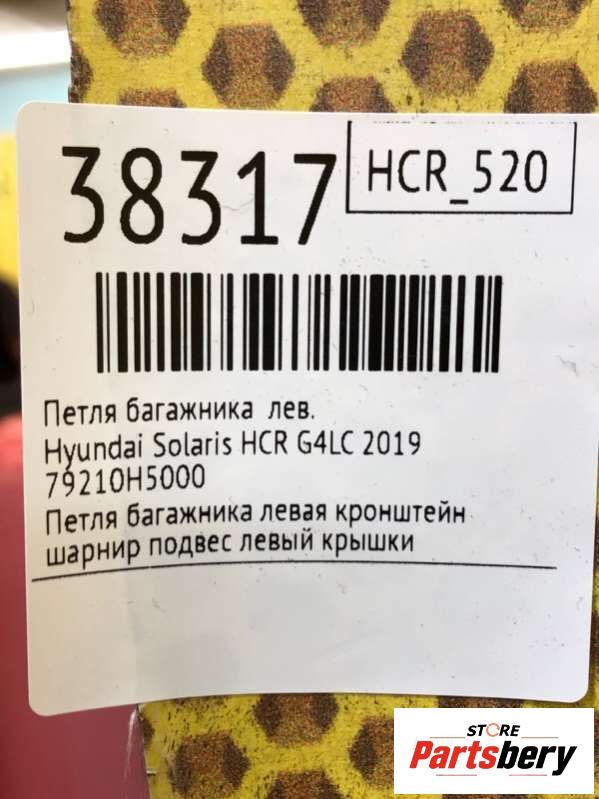 38317
HCR_520
Петля багажника лев.
Hyundai Solaris HCR G4LC 2019
79210H5000
Петля багажника левая кронштейн
шарнир подвес левый крышки
STORE
Partsbery